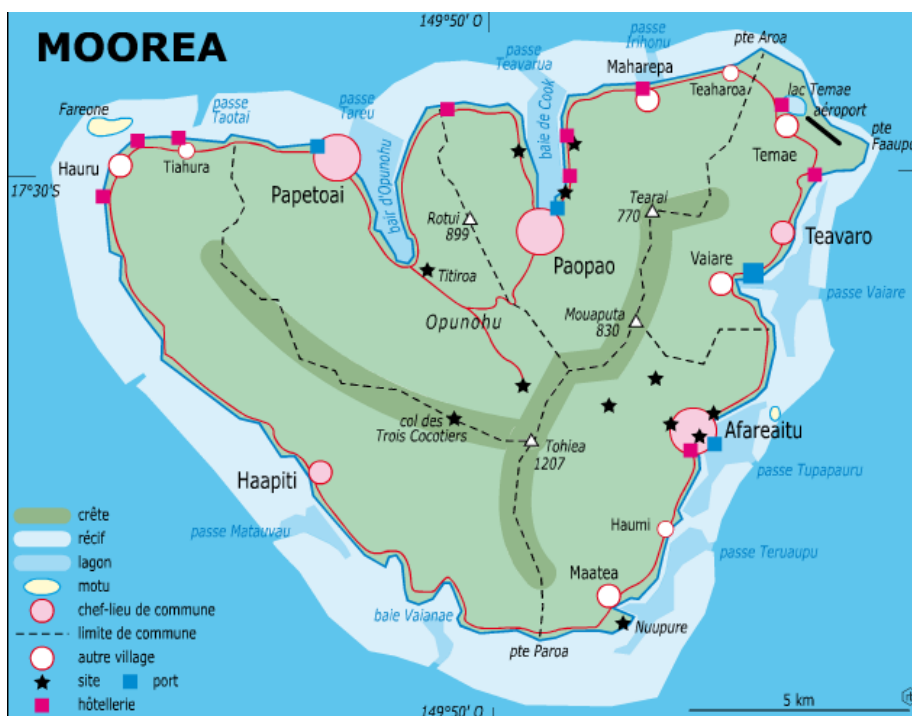 149°50' O
MOOREA
passe
Teavarua
passe
Irihonu
pte Aroa
Maharepa
Fareone
passe
Taotai
passe
Tareu
baie de Cook
Teaharoa
lac Temae
aéroport
pte
Faaupo
Hauru
Tiahura
Temae
17°30'S
Papetoai
bair d'Opunohu
Rotui
899
Tearai
770
Teavaro
Paopao
Vaiare
Titiroa
passe Vaiare
Opunohu
Mouaputa
830
col des
Trois Cocotiers
Tohiea
1207
Afareaitu
passe Tupapauru
Haapiti
passe Matauvau
Haumi
passe Teruaupu
Maatea
baie Vaianae
Nuupure
pte Paroa
crête
récif
lagon
motu
chef-lieu de commune
limite de commune
autre village
site
port
hôtellerie
149°50' O
5 km